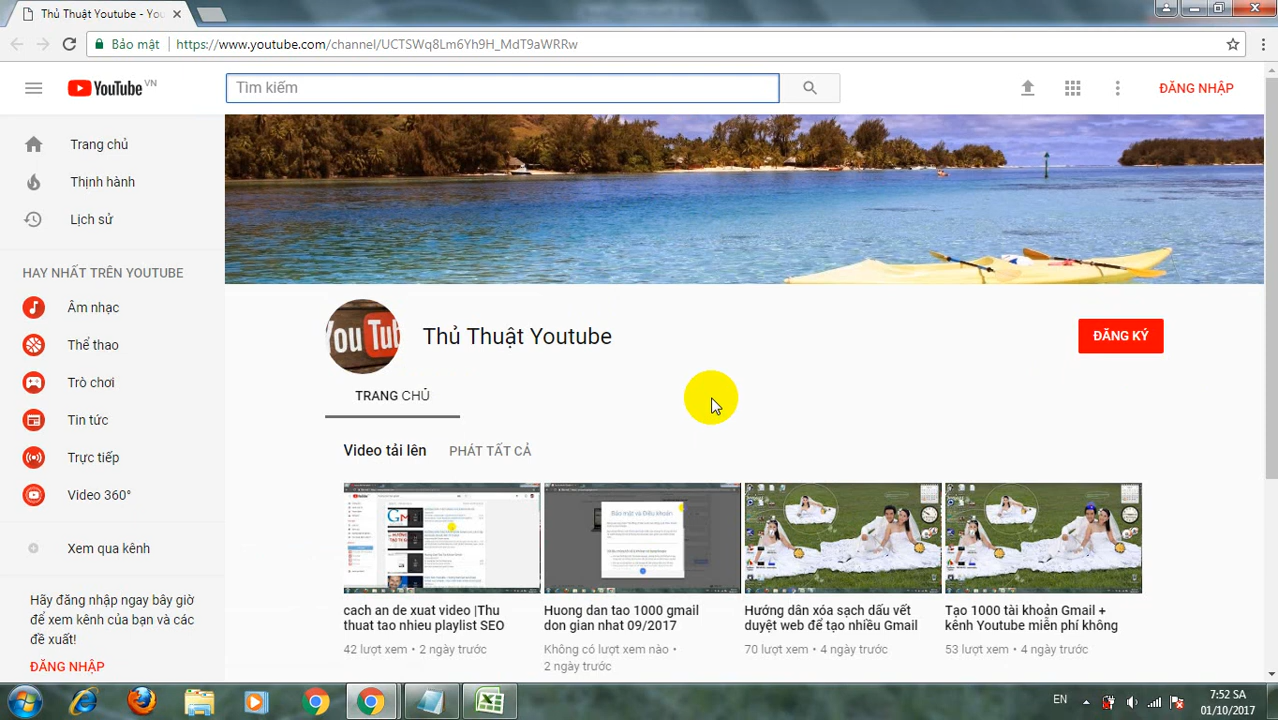 Thủ Thuật Youtube - You
Bảo mật
https://www.youtube.com/channel/UCTSWq8Lm6Yh9H_MdT9aWRRw
YouTube VN
Tìm kiếm
ĐĂNG NHẬP
Trang chủ
Thịnh hành
Lịch sử
HAY NHẤT TRÊN YOUTUBE
Âm nhạc
Thể thao
Trò chơi
Tin tức
Trực tiếp
Video 360°
Xem qua kênh
Hãy đăng nhập ngay bây giờ
để xem kênh của bạn và các
đề xuất!
ĐĂNG NHẬP
You Tub
Thủ Thuật Youtube
ĐĂNG KÝ
TRANG CHỦ
Video tải lên
PHÁT TẤT CẢ
Bảo mật và Điều khoản
cach an de xuat video |Thu
thuat tao nhieu playlist SEO
42 lượt xem • 2 ngày trước
Huong dan tao 1000 gmail
don gian nhat 09/2017
Không có lượt xem nào •
2 ngày trước
Hướng dẫn xóa sạch dấu vết
duyệt web để tạo nhiều Gmail
70 lượt xem • 4 ngày trước
Tạo 1000 tài khoản Gmail +
kênh Youtube miễn phí không
53 lượt xem • 4 ngày trước
EN
7:52 SA
01/10/2017